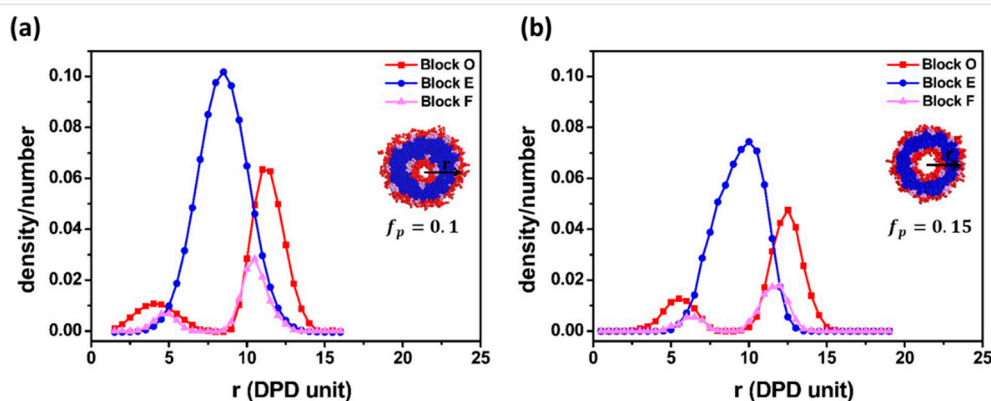 (a)
density/number
0.10
0.08
0.06
0.04
0.02
0.00
0
5
10
15
20
25
r (DPD unit)
Block O
Block E
Block F
r
f_p = 0.1
(b)
density/number
0.10
0.08
0.06
0.04
0.02
0.00
0
5
10
15
20
25
r (DPD unit)
Block O
Block E
Block F
r
f_p = 0.15